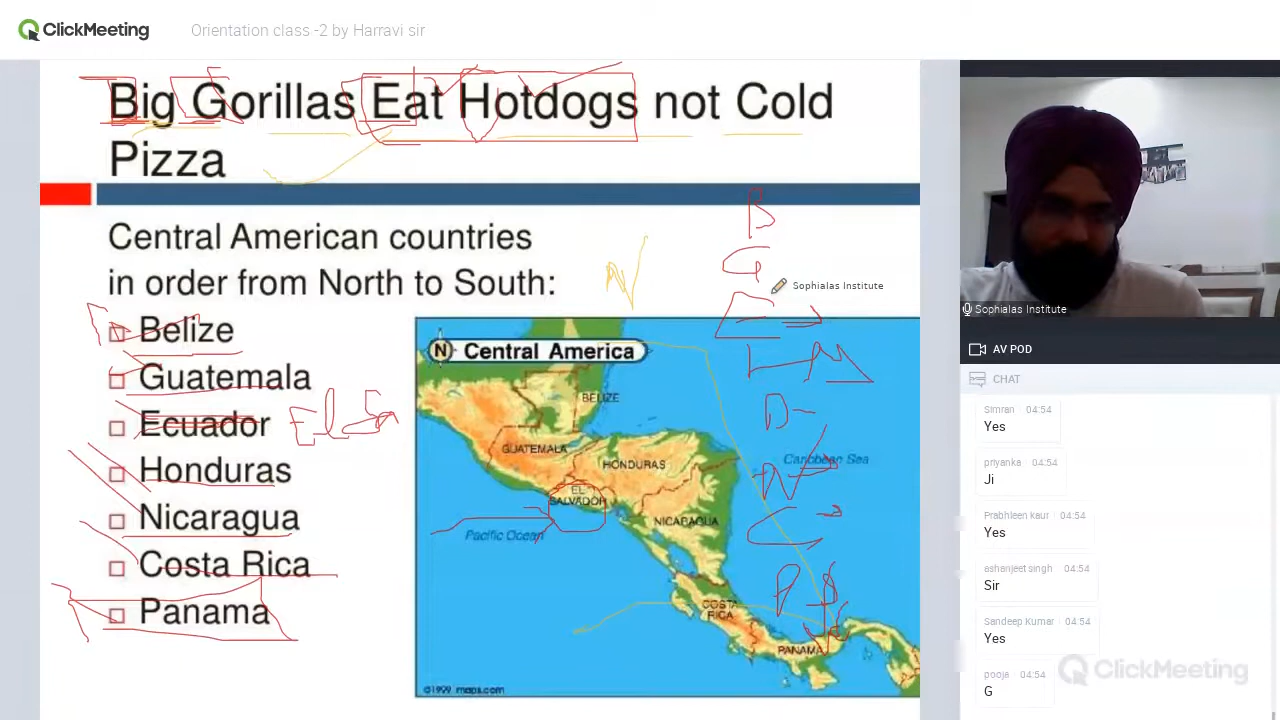 ClickMeeting
Orientation class -2 by Harravi sir
Big Gorillas Eat Hotdogs not Cold
Pizza
Central American countries
in order from North to South:
Belize
Guatemala
Ecuador
Honduras
Nicaragua
Costa Rica
Panama
El Sa
N
B
G
E
H
N
C
P
Sophialas Institute
N Central America
BELIZE
GUATEMALA
HONDURAS
EL
SALVADOR
NICARAGUA
Caribbean Sea
Pacific Ocean
COSTA
RICA
PANAMA
©1999 maps.com
Sophialas Institute
AV POD
CHAT
Simran 04:54
Yes
priyanka 04:54
Ji
Prabhleen kaur 04:54
Yes
ashanjeet singh 04:54
Sir
Sandeep Kumar 04:54
Yes
pooja 04:54
G
ClickMeeting